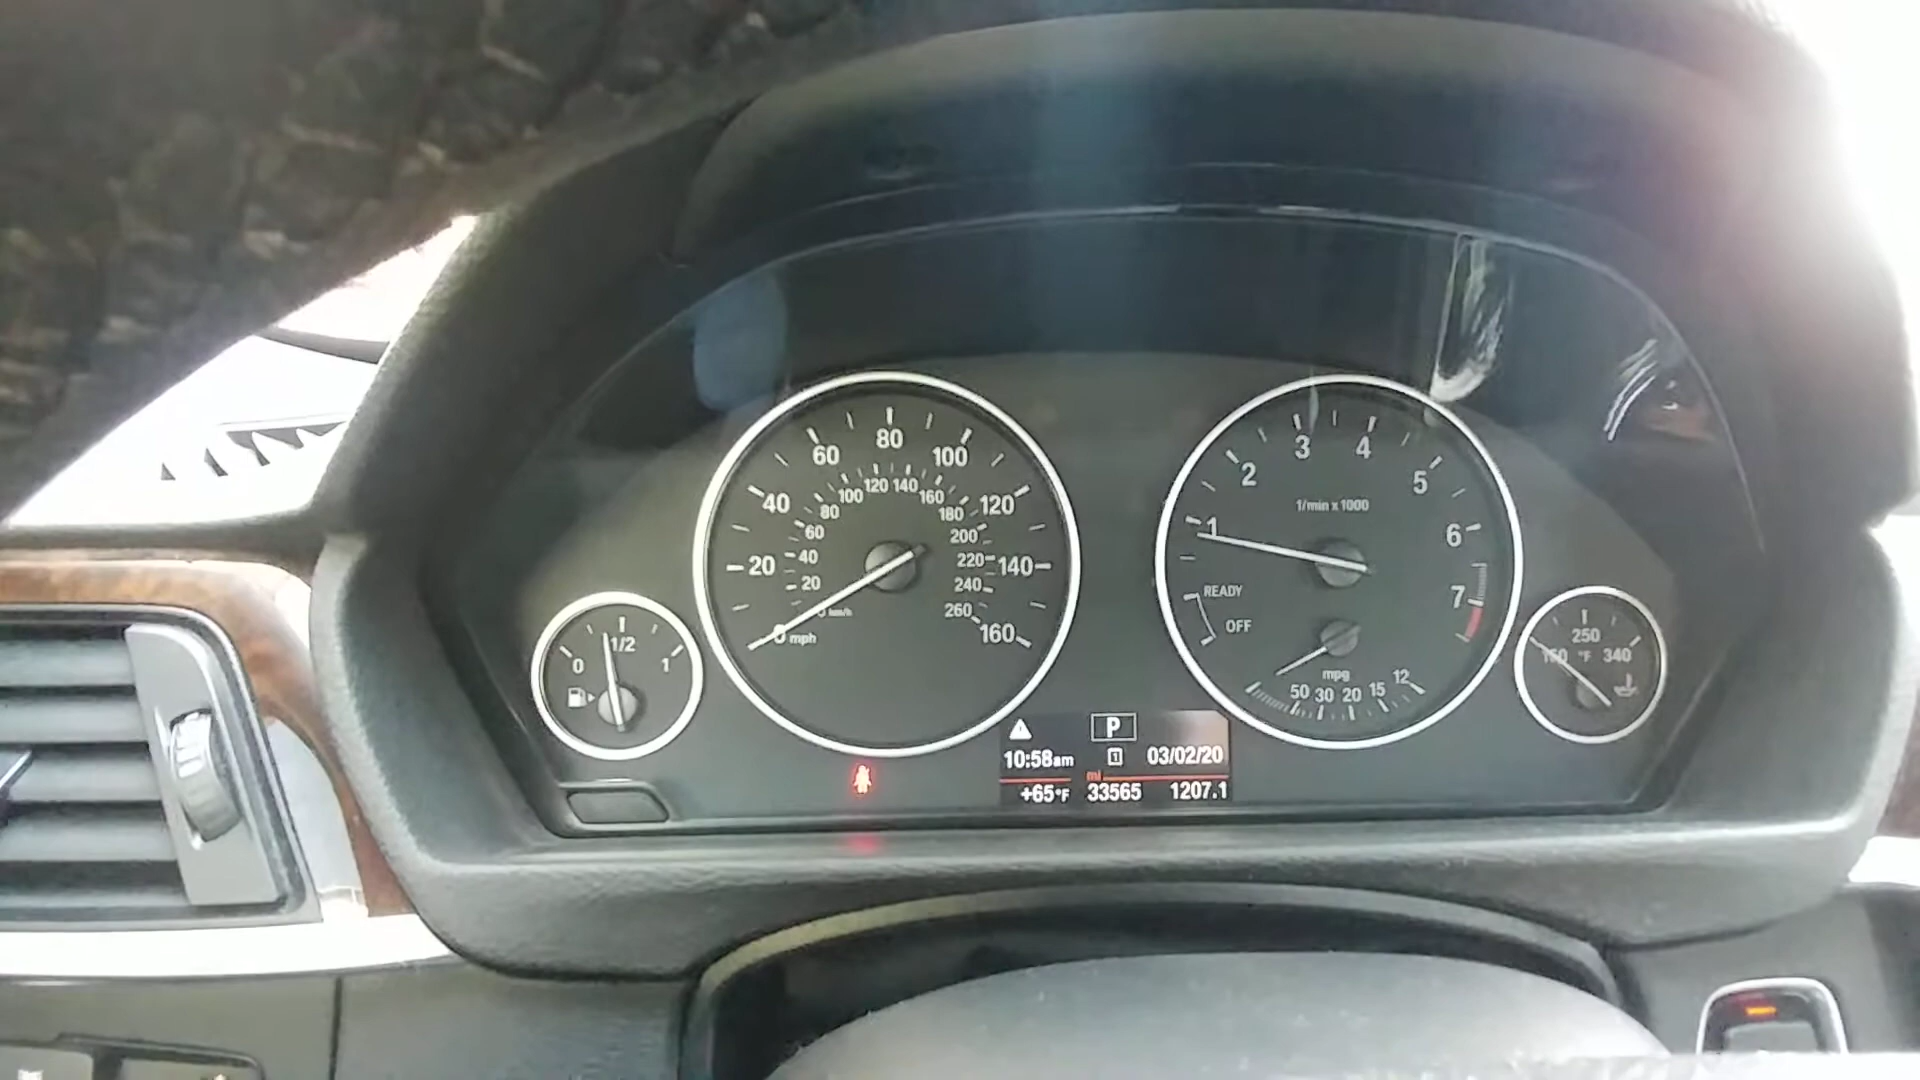 80
60
100
40
120
20
140
0 mph
160
120 140
100
160
80
180
60
200
40
220
20
240
km/h
260
3
4
2
5
1
6
7
1/min x 1000
READY
OFF
mpg
50 30 20 15 12
1/2
0
1
250
150 °F 340
P
10:58am
1
03/02/20
mi
+65°F 33565 1207.1